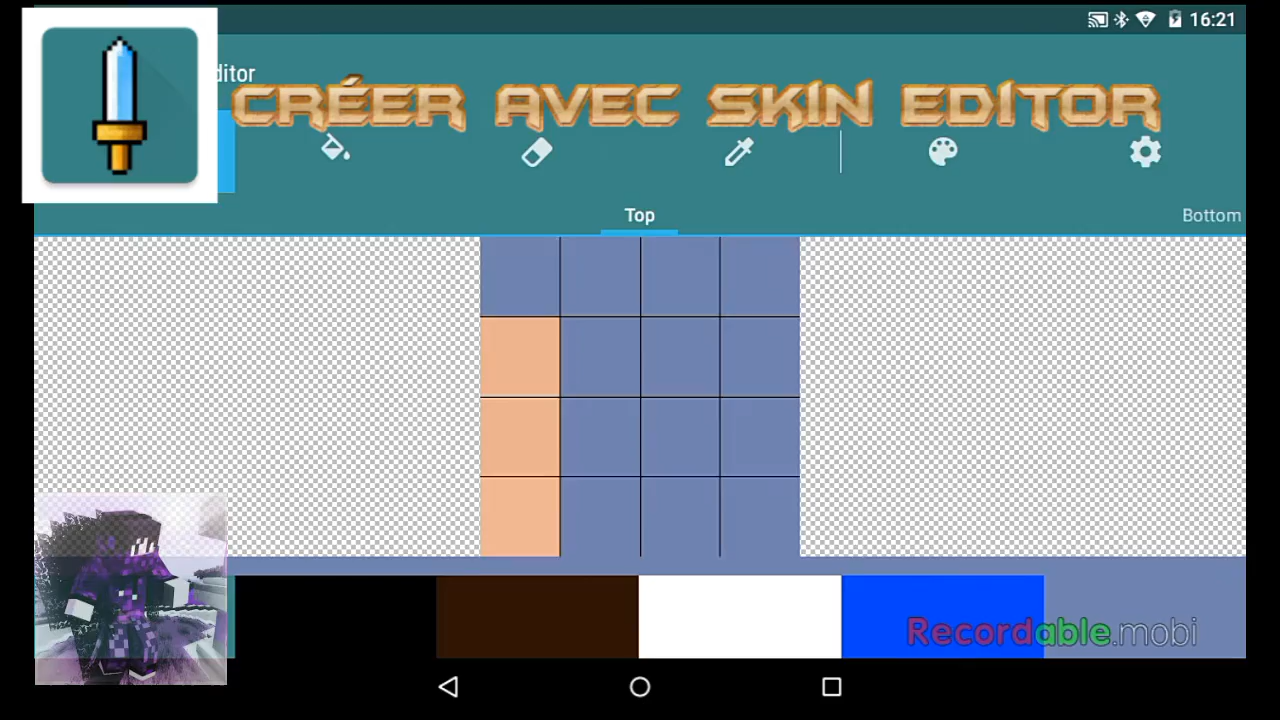 16:21
ditor
CRÉER AVEC SKIN EDITOR
Top
Bottom
Recordable.mobi